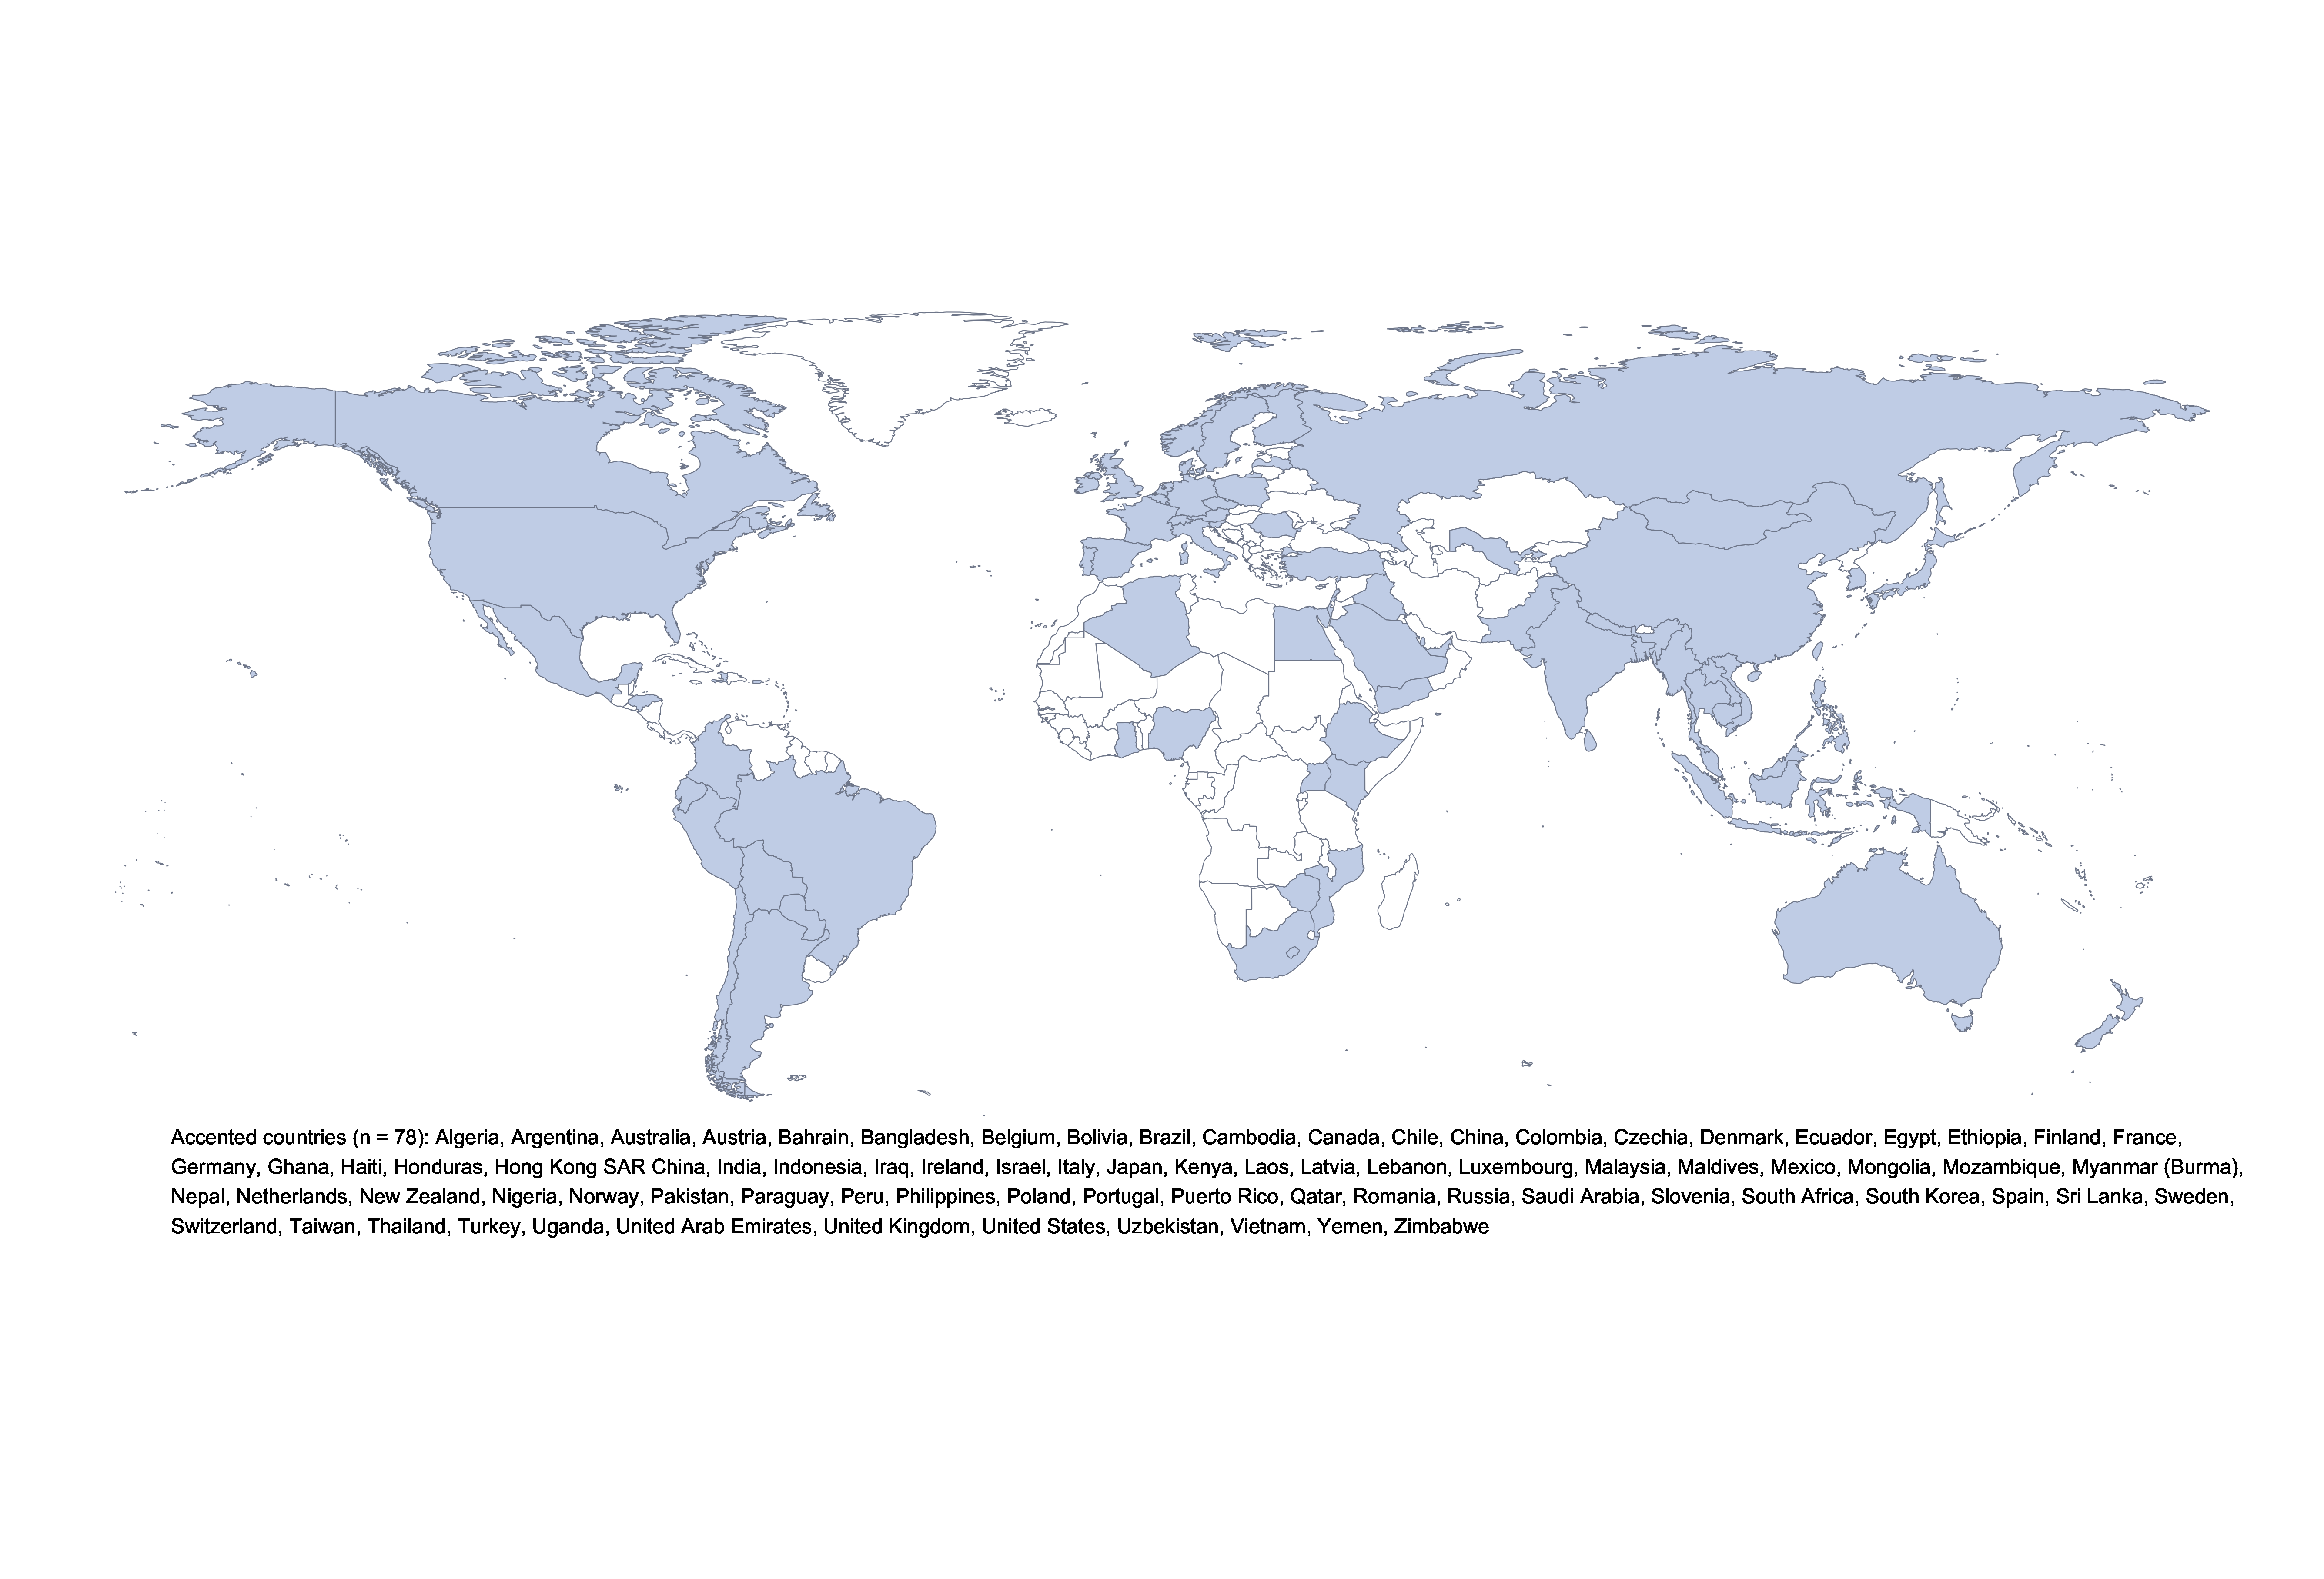 Accented countries (n = 78): Algeria, Argentina, Australia, Austria, Bahrain, Bangladesh, Belgium, Bolivia, Brazil, Cambodia, Canada, Chile, China, Colombia, Czechia, Denmark, Ecuador, Egypt, Ethiopia, Finland, France,
Germany, Ghana, Haiti, Honduras, Hong Kong SAR China, India, Indonesia, Iraq, Ireland, Israel, Italy, Japan, Kenya, Laos, Latvia, Lebanon, Luxembourg, Malaysia, Maldives, Mexico, Mongolia, Mozambique, Myanmar (Burma),
Nepal, Netherlands, New Zealand, Nigeria, Norway, Pakistan, Paraguay, Peru, Philippines, Poland, Portugal, Puerto Rico, Qatar, Romania, Russia, Saudi Arabia, Slovenia, South Africa, South Korea, Spain, Sri Lanka, Sweden,
Switzerland, Taiwan, Thailand, Turkey, Uganda, United Arab Emirates, United Kingdom, United States, Uzbekistan, Vietnam, Yemen, Zimbabwe